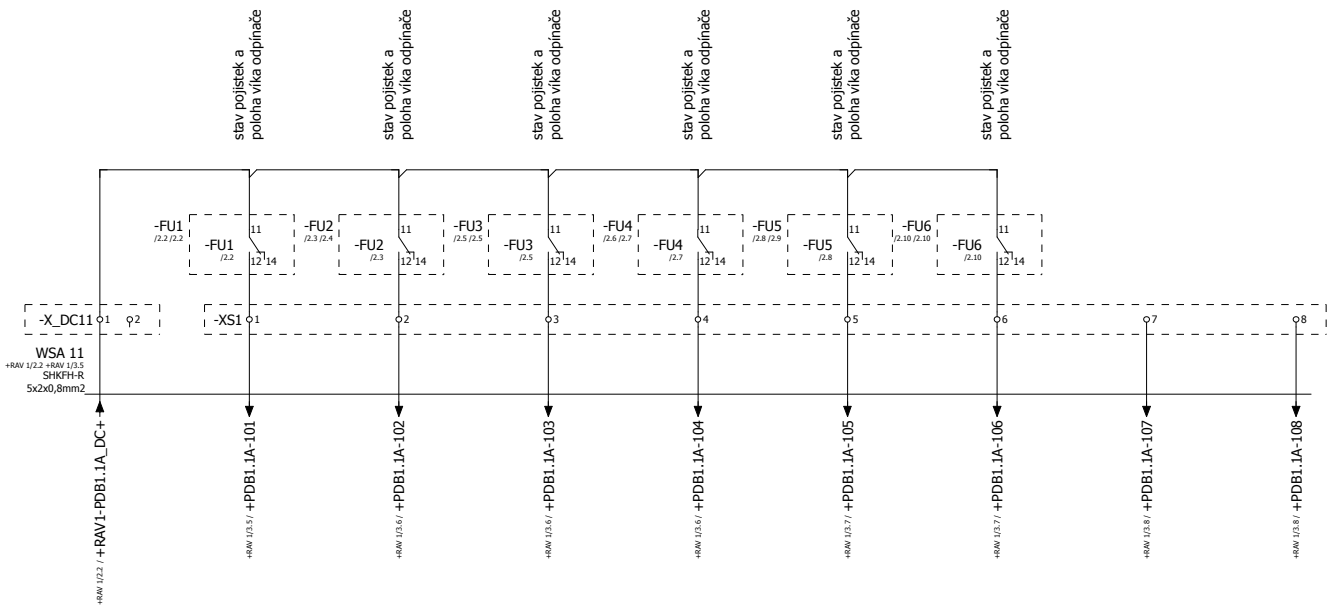 stav pojistek a
poloha víka odpínače
stav pojistek a
poloha víka odpínače
stav pojistek a
poloha víka odpínače
stav pojistek a
poloha víka odpínače
stav pojistek a
poloha víka odpínače
stav pojistek a
poloha víka odpínače
-FU1
/2.2 /2.2
-FU1
/2.2
11
12 14
-FU2
/2.3 /2.4
-FU2
/2.3
11
12 14
-FU3
/2.5 /2.5
-FU3
/2.5
11
12 14
-FU4
/2.6 /2.7
-FU4
/2.7
11
12 14
-FU5
/2.8 /2.9
-FU5
/2.8
11
12 14
-FU6
/2.10 /2.10
-FU6
/2.10
11
12 14
-X_DC11 1 2
-XS1 1 2 3 4 5 6 7 8
WSA 11
+RAV 1/2.2 +RAV 1/3.5
SHKFH-R
5x2x0,8mm2
+RAV 1/2.2 / +RAV1-PDB1.1A_DC+
+RAV 1/3.5 / +PDB1.1A-101
+RAV 1/3.6 / +PDB1.1A-102
+RAV 1/3.6 / +PDB1.1A-103
+RAV 1/3.6 / +PDB1.1A-104
+RAV 1/3.7 / +PDB1.1A-105
+RAV 1/3.7 / +PDB1.1A-106
+RAV 1/3.8 / +PDB1.1A-107
+RAV 1/3.8 / +PDB1.1A-108